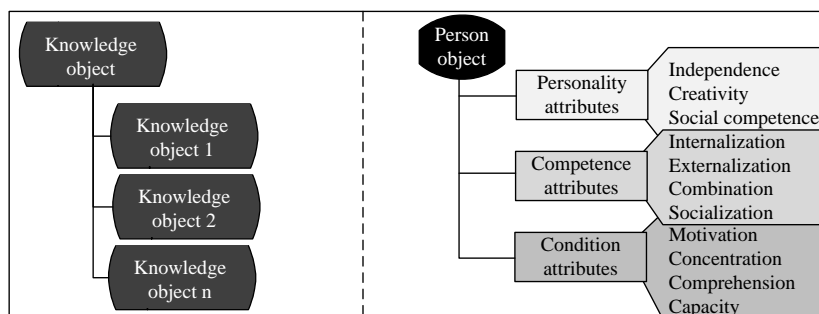 Knowledge
object
Knowledge
object 1
Knowledge
object 2
Knowledge
object n
Person
object
Personality
attributes
Independence
Creativity
Social competence
Competence
attributes
Internalization
Externalization
Combination
Socialization
Condition
attributes
Motivation
Concentration
Comprehension
Capacity